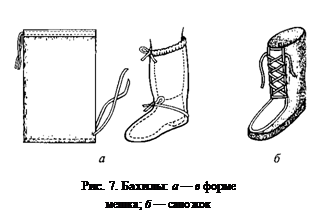 а б
Рис. 7. Бахилы: а — в форме
мешка; б — сапожок